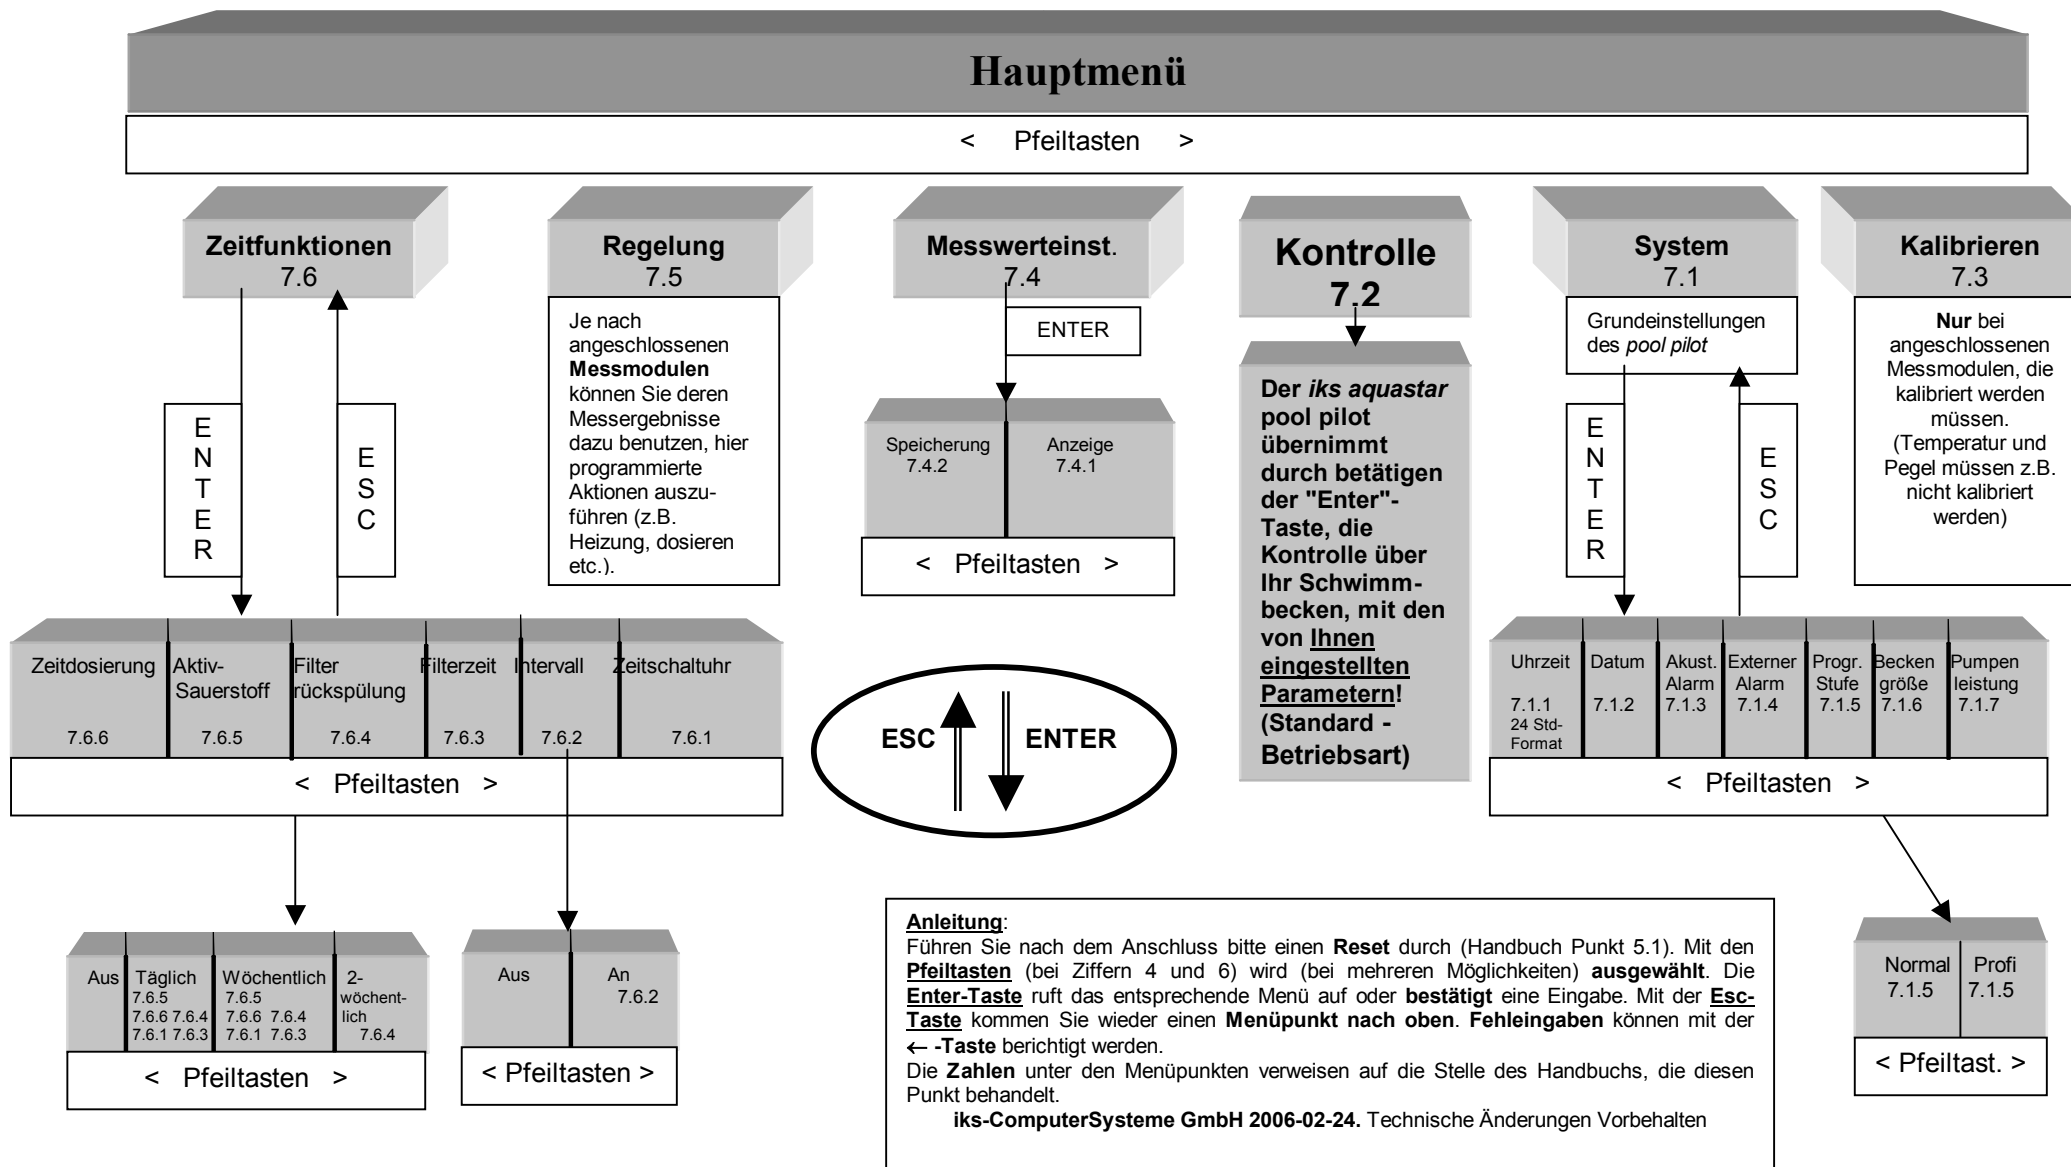 Hauptmenü
< Pfeiltasten >
Zeitfunktionen
7.6
Regelung
7.5
Messwerteinst.
7.4
Kontrolle
7.2
System
7.1
Kalibrieren
7.3
ENTER
ESC
Je nach
angeschlossenen
Messmodulen
können Sie deren
Messergebnisse
dazu benutzen, hier
programmierte
Aktionen auszu-
führen (z.B.
Heizung, dosieren
etc.).
ENTER
Speicherung
7.4.2
Anzeige
7.4.1
< Pfeiltasten >
Der iks aquastar
pool pilot
übernimmt
durch betätigen
der "Enter"-
Taste, die
Kontrolle über
Ihr Schwimm-
becken, mit den
von Ihnen
eingestellten
Parametern!
(Standard -
Betriebsart)
Grundeinstellungen
des pool pilot
ENTER
ESC
Nur bei
angeschlossenen
Messmodulen, die
kalibriert werden
müssen.
(Temperatur und
Pegel müssen z.B.
nicht kalibriert
werden)
Zeitdosierung
7.6.6
Aktiv-
Sauerstoff
7.6.5
Filter
rückspülung
7.6.4
Filterzeit
7.6.3
Intervall
7.6.2
Zeitschaltuhr
7.6.1
< Pfeiltasten >
ESC
ENTER
Uhrzeit
7.1.1
24 Std-
Format
Datum
7.1.2
Akust.
Alarm
7.1.3
Externer
Alarm
7.1.4
Progr.
Stufe
7.1.5
Becken
größe
7.1.6
Pumpen
leistung
7.1.7
< Pfeiltasten >
Aus
Täglich
7.6.5
7.6.6 7.6.4
7.6.1 7.6.3
Wöchentlich
7.6.5
7.6.6 7.6.4
7.6.1 7.6.3
2-
wöchent-
lich
7.6.4
< Pfeiltasten >
Aus
An
7.6.2
< Pfeiltasten >
Anleitung:
Führen Sie nach dem Anschluss bitte einen Reset durch (Handbuch Punkt 5.1). Mit den
Pfeiltasten (bei Ziffern 4 und 6) wird (bei mehreren Möglichkeiten) ausgewählt. Die
Enter-Taste ruft das entsprechende Menü auf oder bestätigt eine Eingabe. Mit der Esc-
Taste kommen Sie wieder einen Menüpunkt nach oben. Fehleingaben können mit der
← -Taste berichtigt werden.
Die Zahlen unter den Menüpunkten verweisen auf die Stelle des Handbuchs, die diesen
Punkt behandelt.
iks-ComputerSysteme GmbH 2006-02-24. Technische Änderungen Vorbehalten
Normal
7.1.5
Profi
7.1.5
< Pfeiltast. >